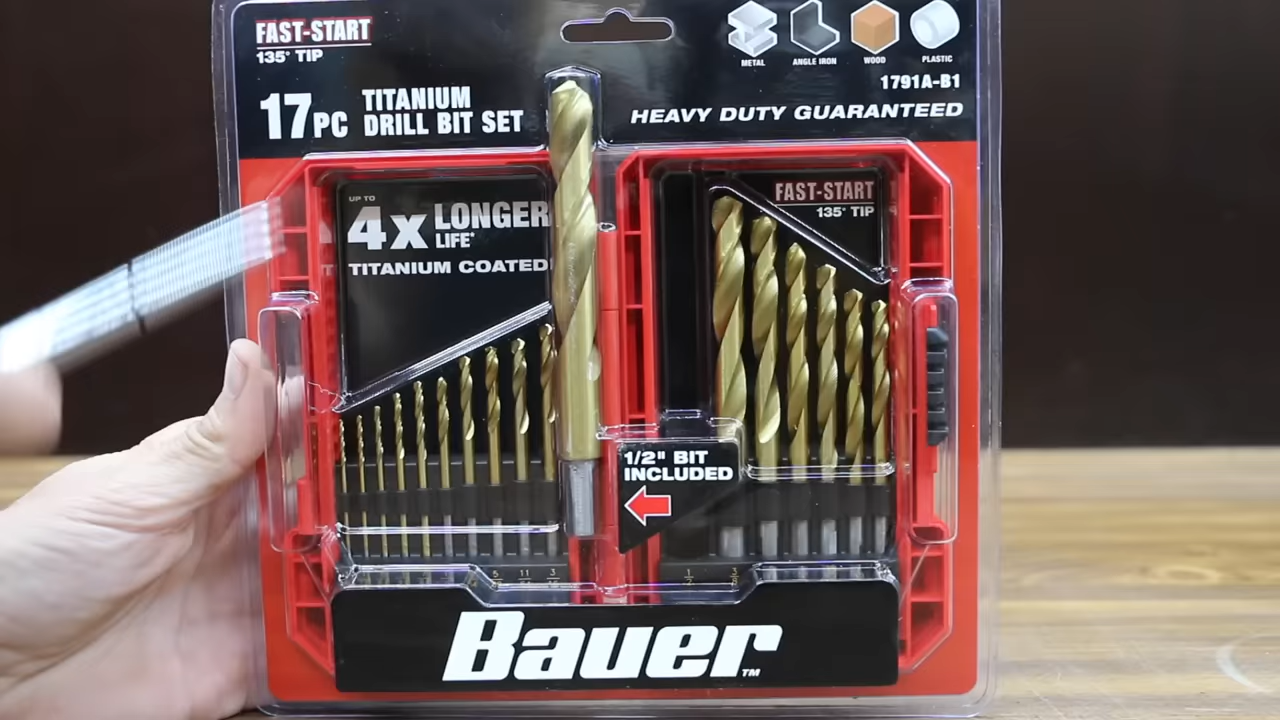 FAST-START
135° TIP
17PC TITANIUM
DRILL BIT SET
METAL
ANGLE IRON
WOOD
PLASTIC
1791A-B1
HEAVY DUTY GUARANTEED
UP TO
4x LONGER
LIFE*
TITANIUM COATED
FAST-START
135° TIP
1/2" BIT
INCLUDED
Bauer™